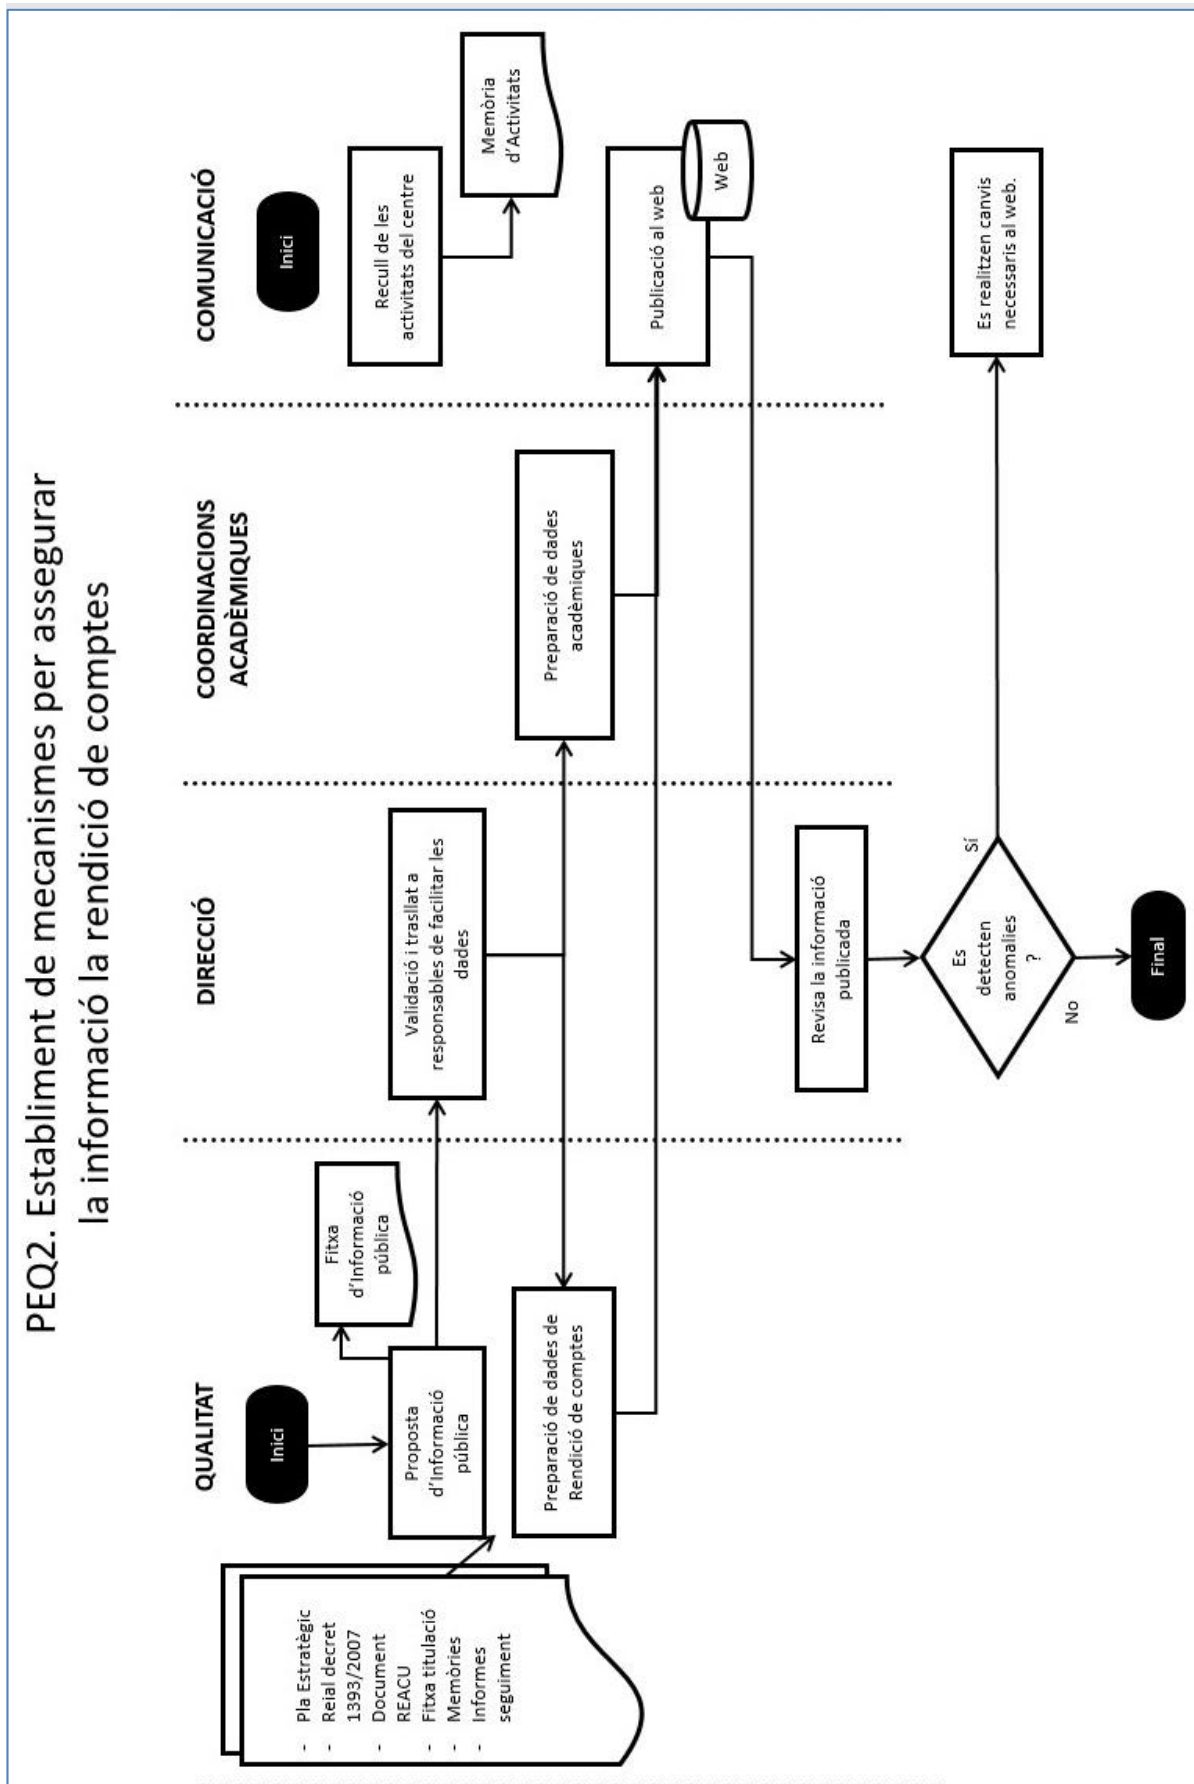 PEQ2. Establiment de mecanismes per assegurar
la informació la rendició de comptes
QUALITAT
DIRECCIÓ
COORDINACIONS
ACADÈMIQUES
COMUNICACIÓ
- Pla Estratègic
- Reial decret
1393/2007
- Document
REACU
- Fitxa titulació
- Memòries
- Informes
seguiment
Inici
Proposta
d'Informació
pública
Fitxa
d'Informació
pública
Preparació de dades de
Rendició de comptes
Validació i trasllat a
responsables de facilitar les
dades
Preparació de dades
acadèmiques
Inici
Recull de les
activitats del centre
Memòria
d'Activitats
Publicació al web
Web
Revisa la informació
publicada
Es
detecten
anomalies
?
Sí
No
Es realitzen canvis
necessaris al web.
Final